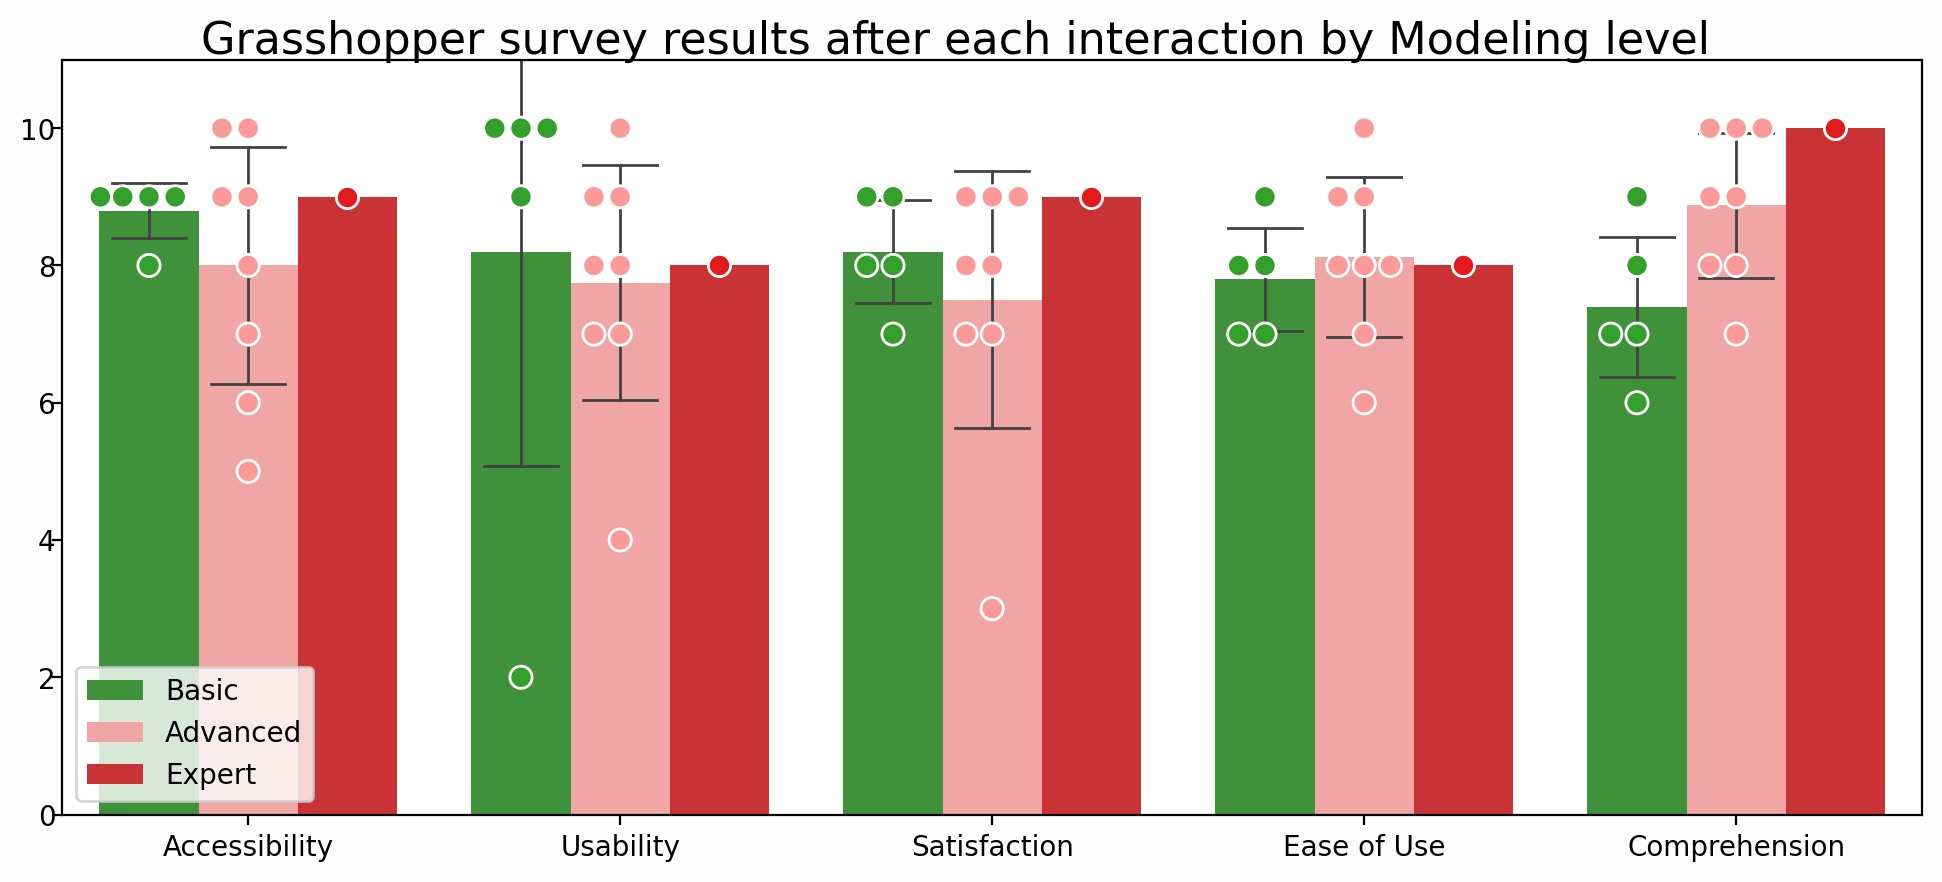 Grasshopper survey results after each interaction by Modeling level
10
8
6
4
2
0
Basic
Advanced
Expert
Accessibility
Usability
Satisfaction
Ease of Use
Comprehension